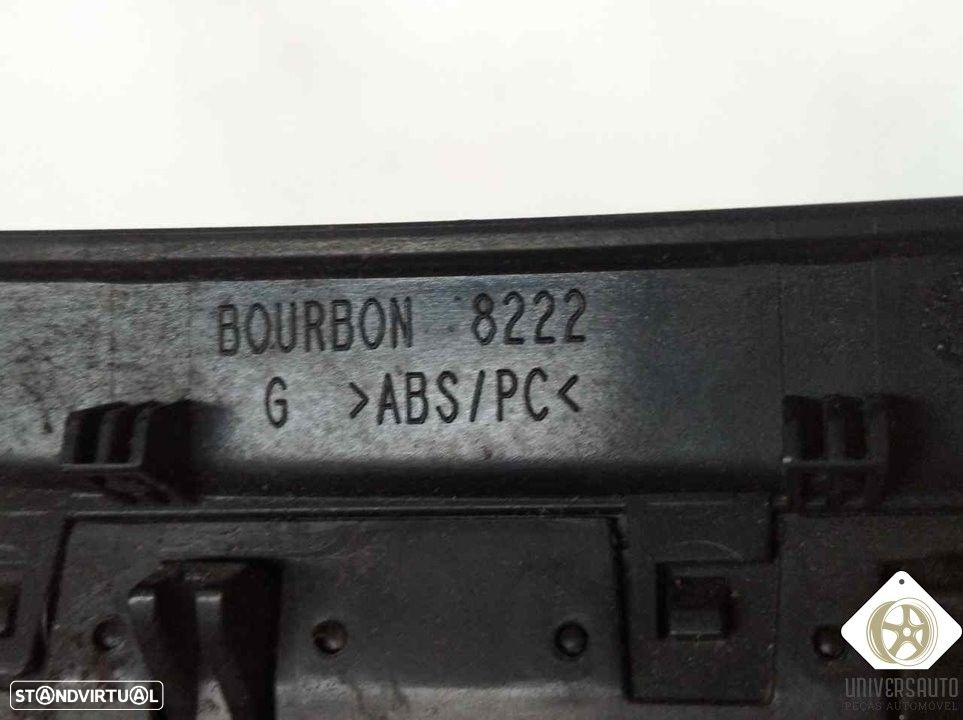 BOURBON 8222
G >ABS/PC<
STANDVIRTUAL
UNIVERSAUTO
PEÇAS AUTOMÓVEL